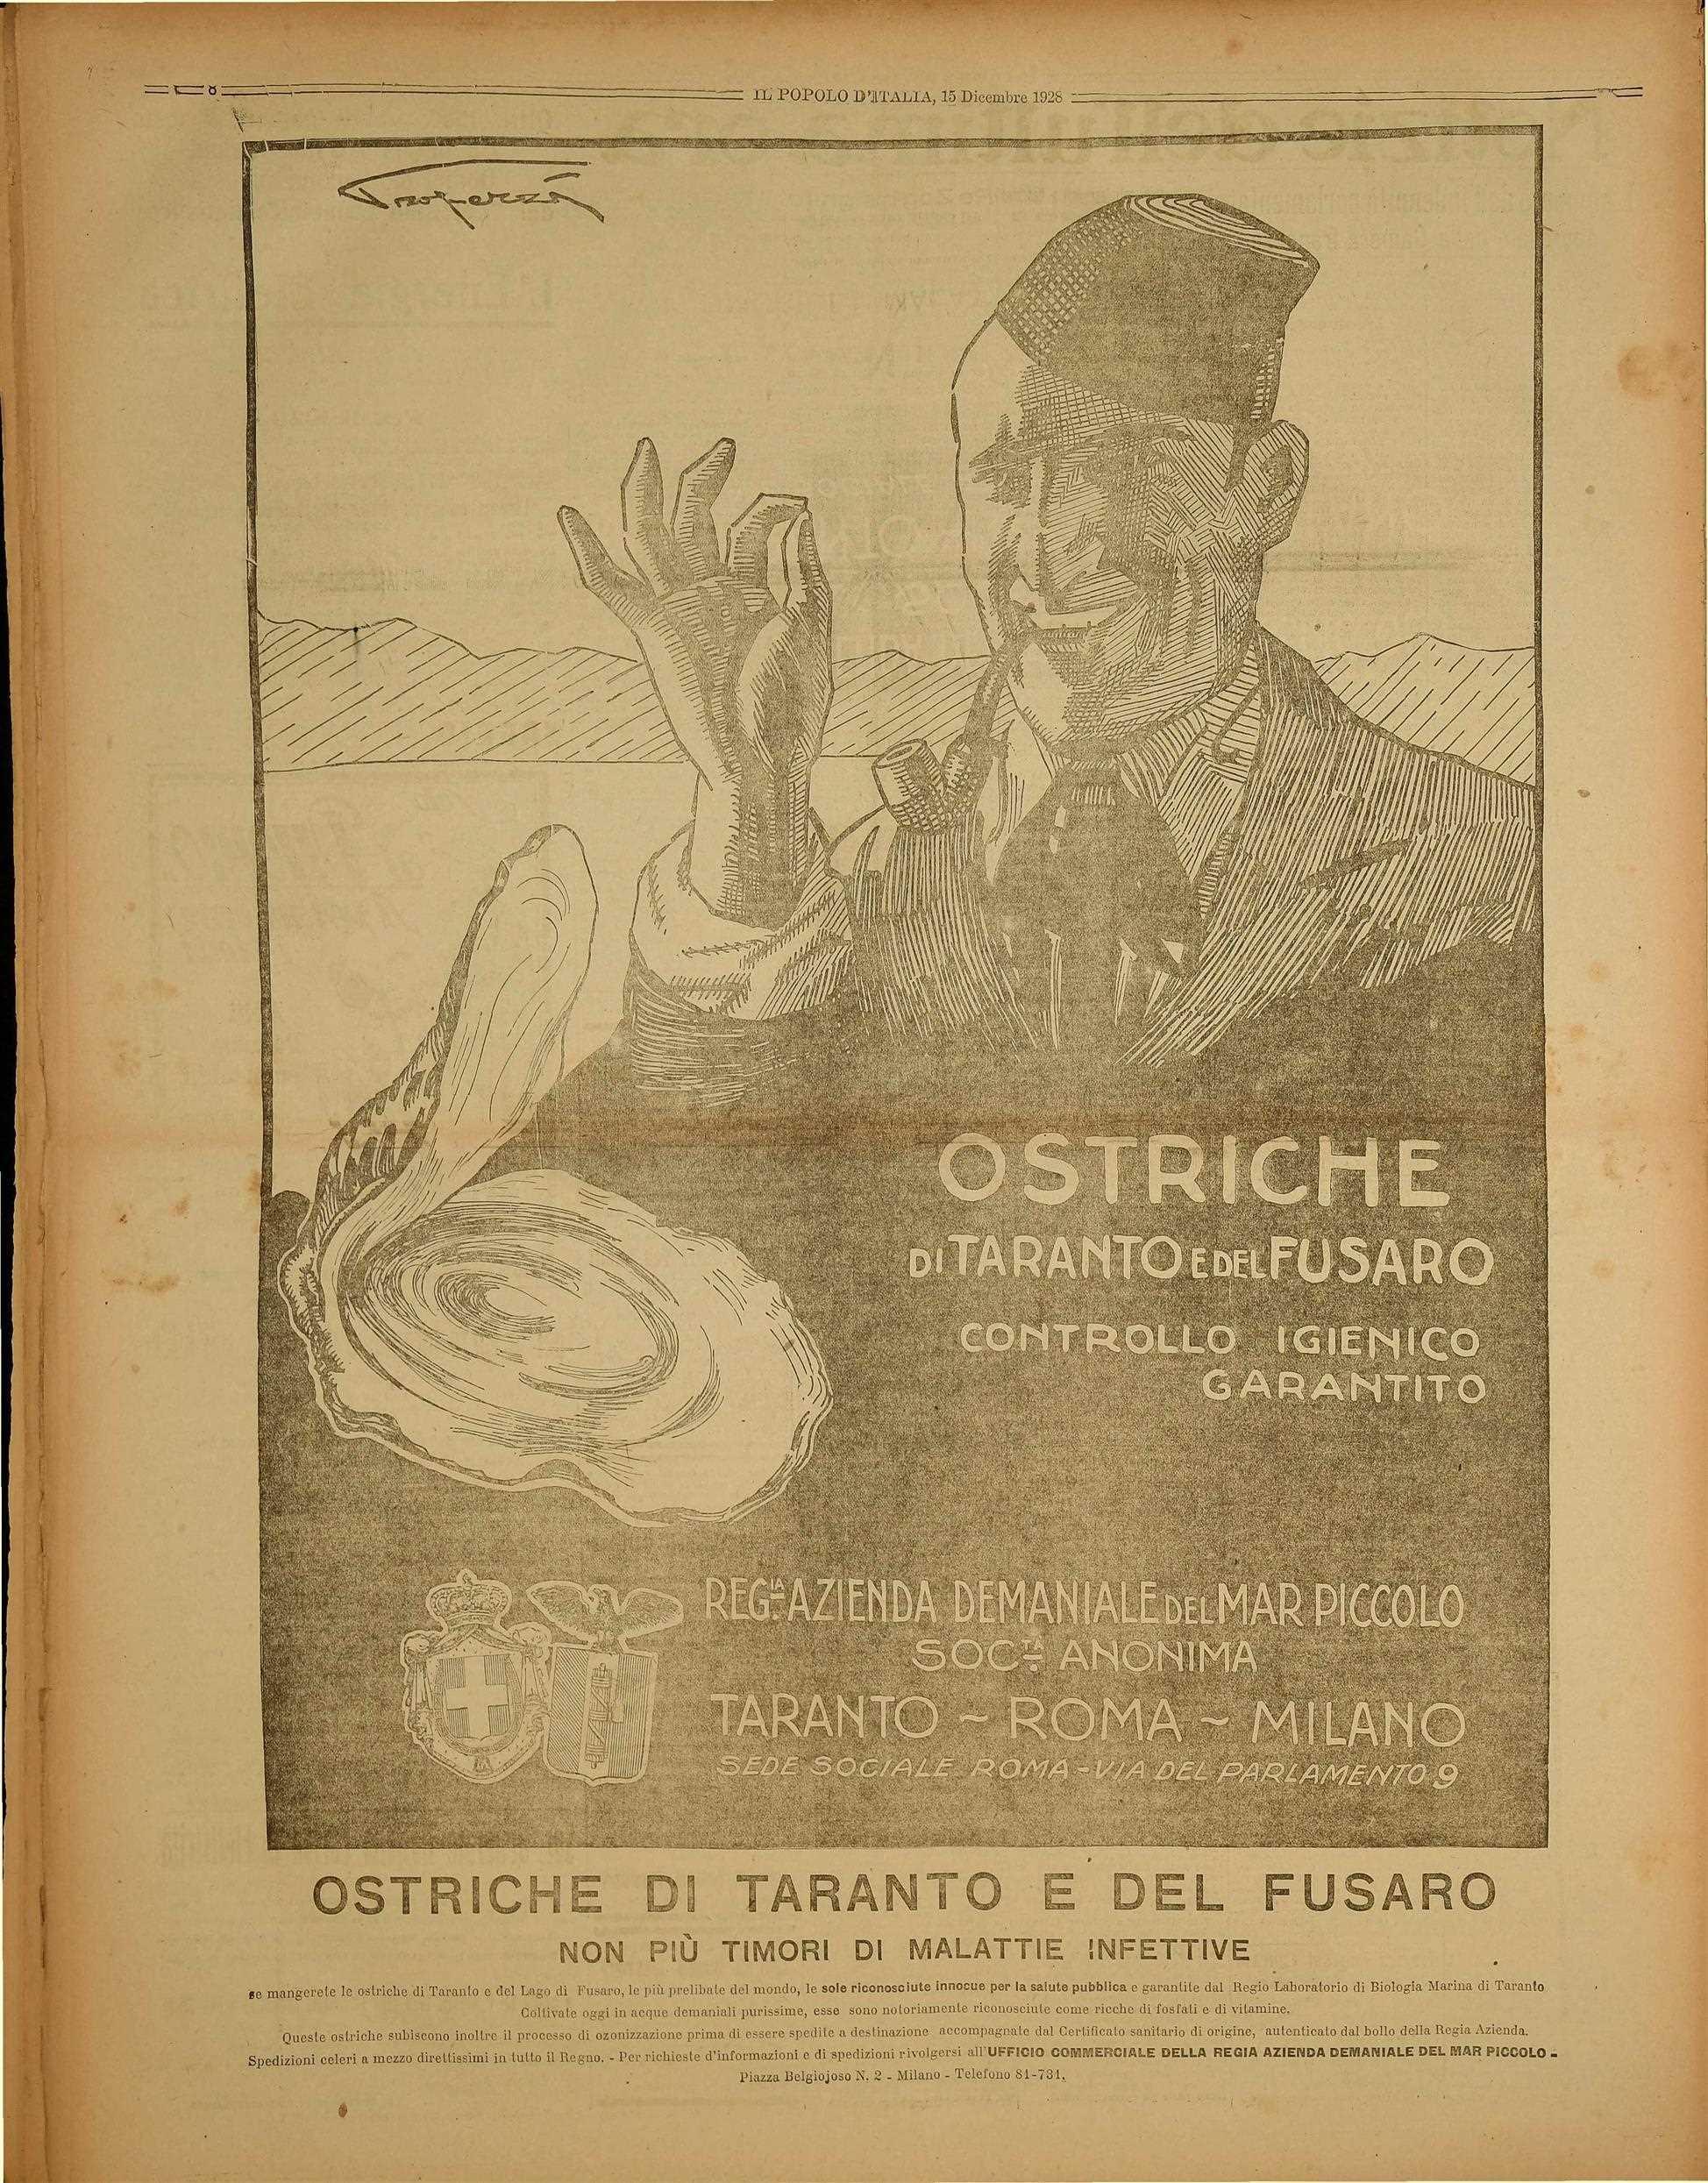 8
IL POPOLO D'ITALIA, 15 Dicembre 1928
OSTRICHE
DI TARANTO E DEL FUSARO
CONTROLLO IGIENICO
GARANTITO
REG.IA AZIENDA DEMANIALE DEL MAR PICCOLO
SOC.TÀ ANONIMA
TARANTO ~ ROMA ~ MILANO
SEDE SOCIALE ROMA - VIA DEL PARLAMENTO 9
OSTRICHE DI TARANTO E DEL FUSARO
NON PIÙ TIMORI DI MALATTIE INFETTIVE
se mangerete le ostriche di Taranto e del Lago di Fusaro, le più prelibate del mondo, le sole riconosciute innocue per la salute pubblica e garantite dal Regio Laboratorio di Biologia Marina di Taranto
Coltivate oggi in acque demaniali purissime, esse sono notoriamente riconosciute come ricche di fosfati e di vitamine.
Queste ostriche subiscono inoltre il processo di ozonizzazione prima di essere spedite a destinazione accompagnate dal Certificato sanitario di origine, autenticato dal bollo della Regia Azienda.
Spedizioni celeri a mezzo direttissimi in tutto il Regno. - Per richieste d'informazioni e di spedizioni rivolgersi all'UFFICIO COMMERCIALE DELLA REGIA AZIENDA DEMANIALE DEL MAR PICCOLO -
Piazza Belgiojoso N. 2 - Milano - Telefono 81-731.